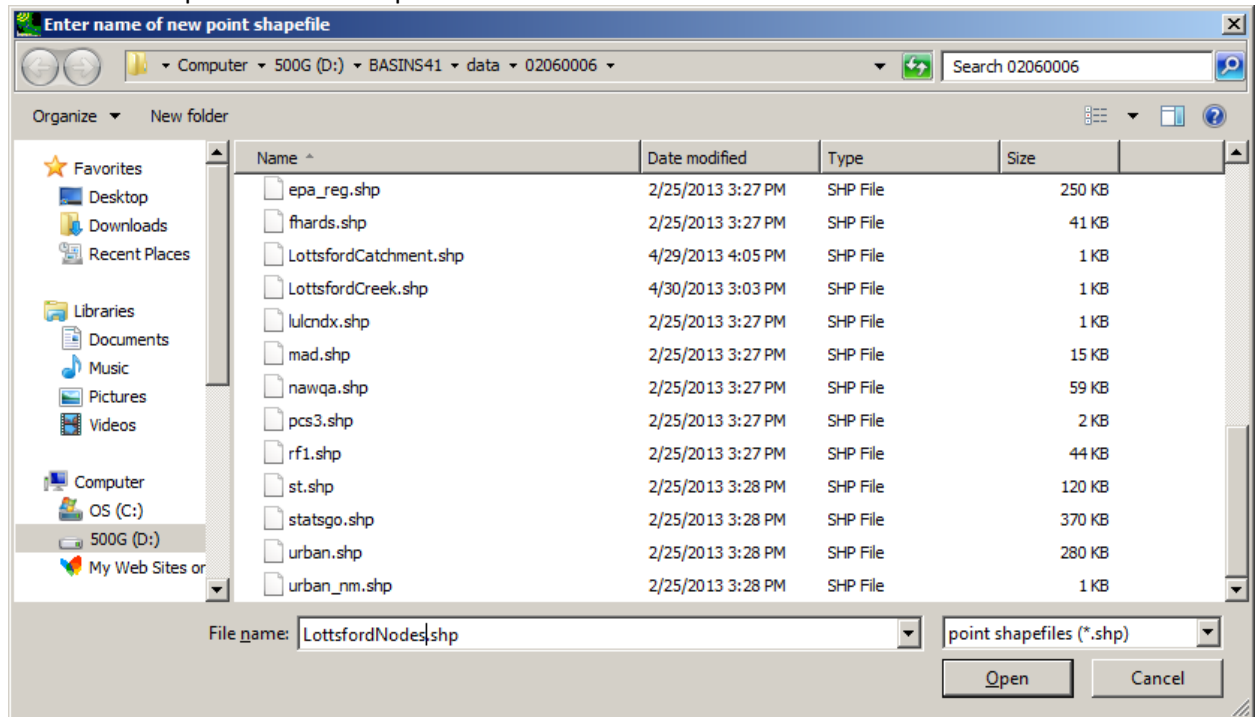 Enter name of new point shapefile
Computer 500G (D:) BASINS41 data 02060006
Search 02060006
Organize New folder
Name Date modified Type Size
Favorites
Desktop
Downloads
Recent Places
Libraries
Documents
Music
Pictures
Videos
Computer
OS (C:)
500G (D:)
My Web Sites or
epa_reg.shp 2/25/2013 3:27 PM SHP File 250 KB
fhards.shp 2/25/2013 3:27 PM SHP File 41 KB
LottsfordCatchment.shp 4/29/2013 4:05 PM SHP File 1 KB
LottsfordCreek.shp 4/30/2013 3:03 PM SHP File 1 KB
lulcndx.shp 2/25/2013 3:27 PM SHP File 1 KB
mad.shp 2/25/2013 3:27 PM SHP File 15 KB
nawqa.shp 2/25/2013 3:27 PM SHP File 59 KB
pcs3.shp 2/25/2013 3:27 PM SHP File 2 KB
rf1.shp 2/25/2013 3:27 PM SHP File 44 KB
st.shp 2/25/2013 3:28 PM SHP File 120 KB
statsgo.shp 2/25/2013 3:28 PM SHP File 370 KB
urban.shp 2/25/2013 3:28 PM SHP File 280 KB
urban_nm.shp 2/25/2013 3:28 PM SHP File 1 KB
File name: LottsfordNodes.shp
point shapefiles (*.shp)
Open Cancel